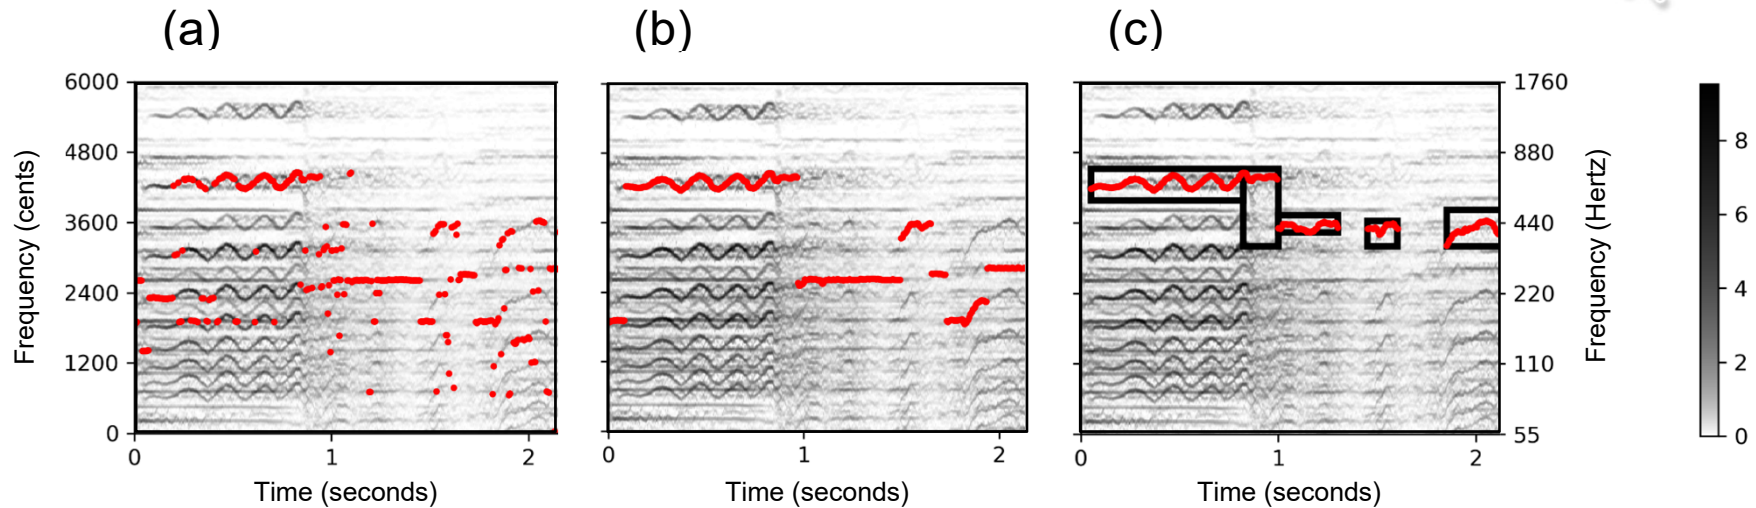 (a)
(b)
(c)
6000
4800
3600
2400
1200
0
Frequency (cents)
0 1 2
Time (seconds)
0 1 2
Time (seconds)
0 1 2
Time (seconds)
1760
880
440
220
110
55
Frequency (Hertz)
8
6
4
2
0